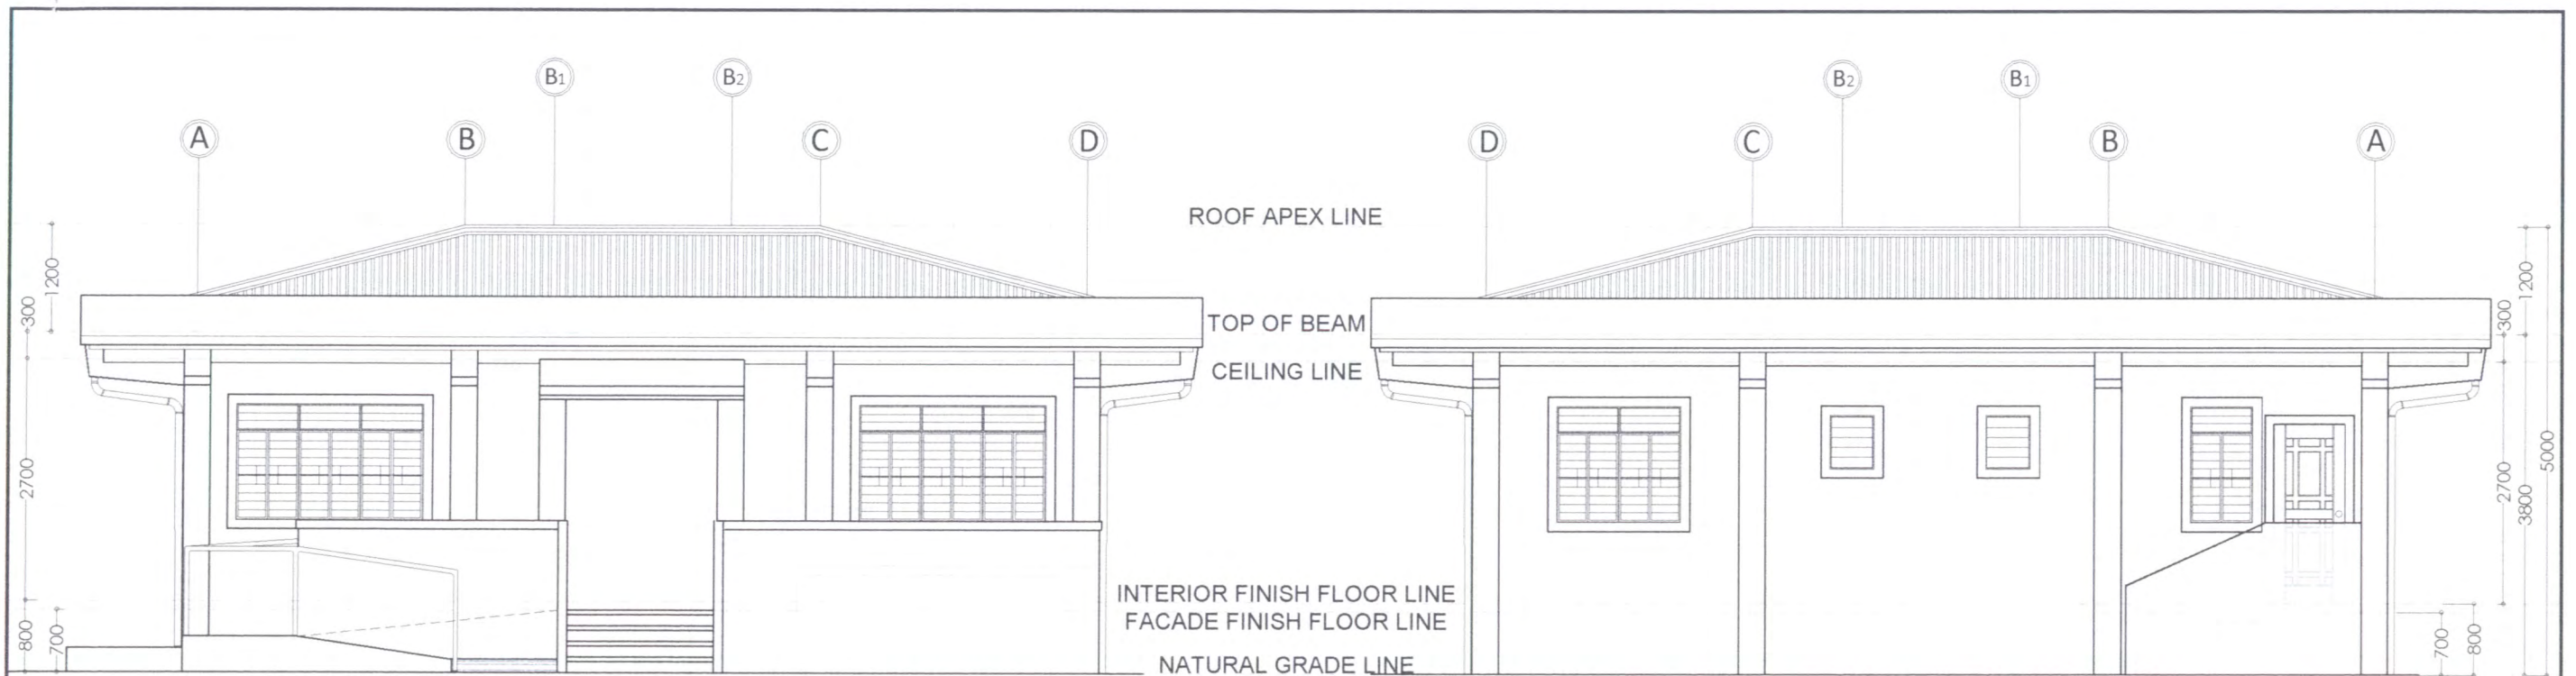 B1
B2
B2
B1
A
B
C
D
D
C
B
A
ROOF APEX LINE
1200
300
1200
300
TOP OF BEAM
CEILING LINE
2700
2700
3800
5000
INTERIOR FINISH FLOOR LINE
FACADE FINISH FLOOR LINE
800
700
700
800
NATURAL GRADE LINE